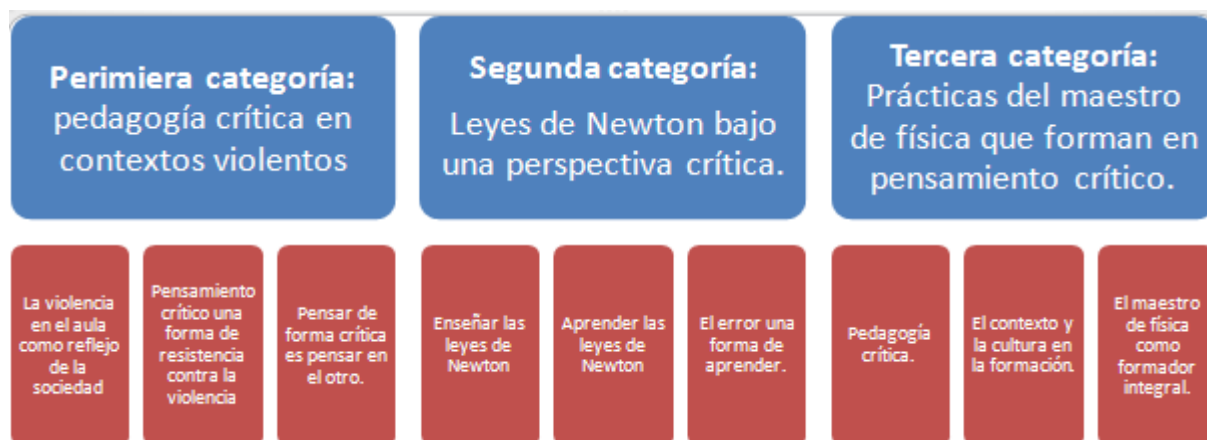 Perimiera categoría:
pedagogía crítica en
contextos violentos
Segunda categoría:
Leyes de Newton bajo
una perspectiva crítica.
Tercera categoría:
Prácticas del maestro
de física que forman en
pensamiento crítico.
La violencia
en el aula
como reflejo
de la
sociedad
Pensamiento
crítico una
forma de
resistencia
contra la
violencia
Pensar de
forma crítica
es pensar en
el otro.
Enseñar las
leyes de
Newton
Aprender las
leyes de
Newton
El error una
forma de
aprender.
Pedagogía
crítica.
El contexto y
la cultura en
la formación.
El maestro
de física
como
formador
integral.